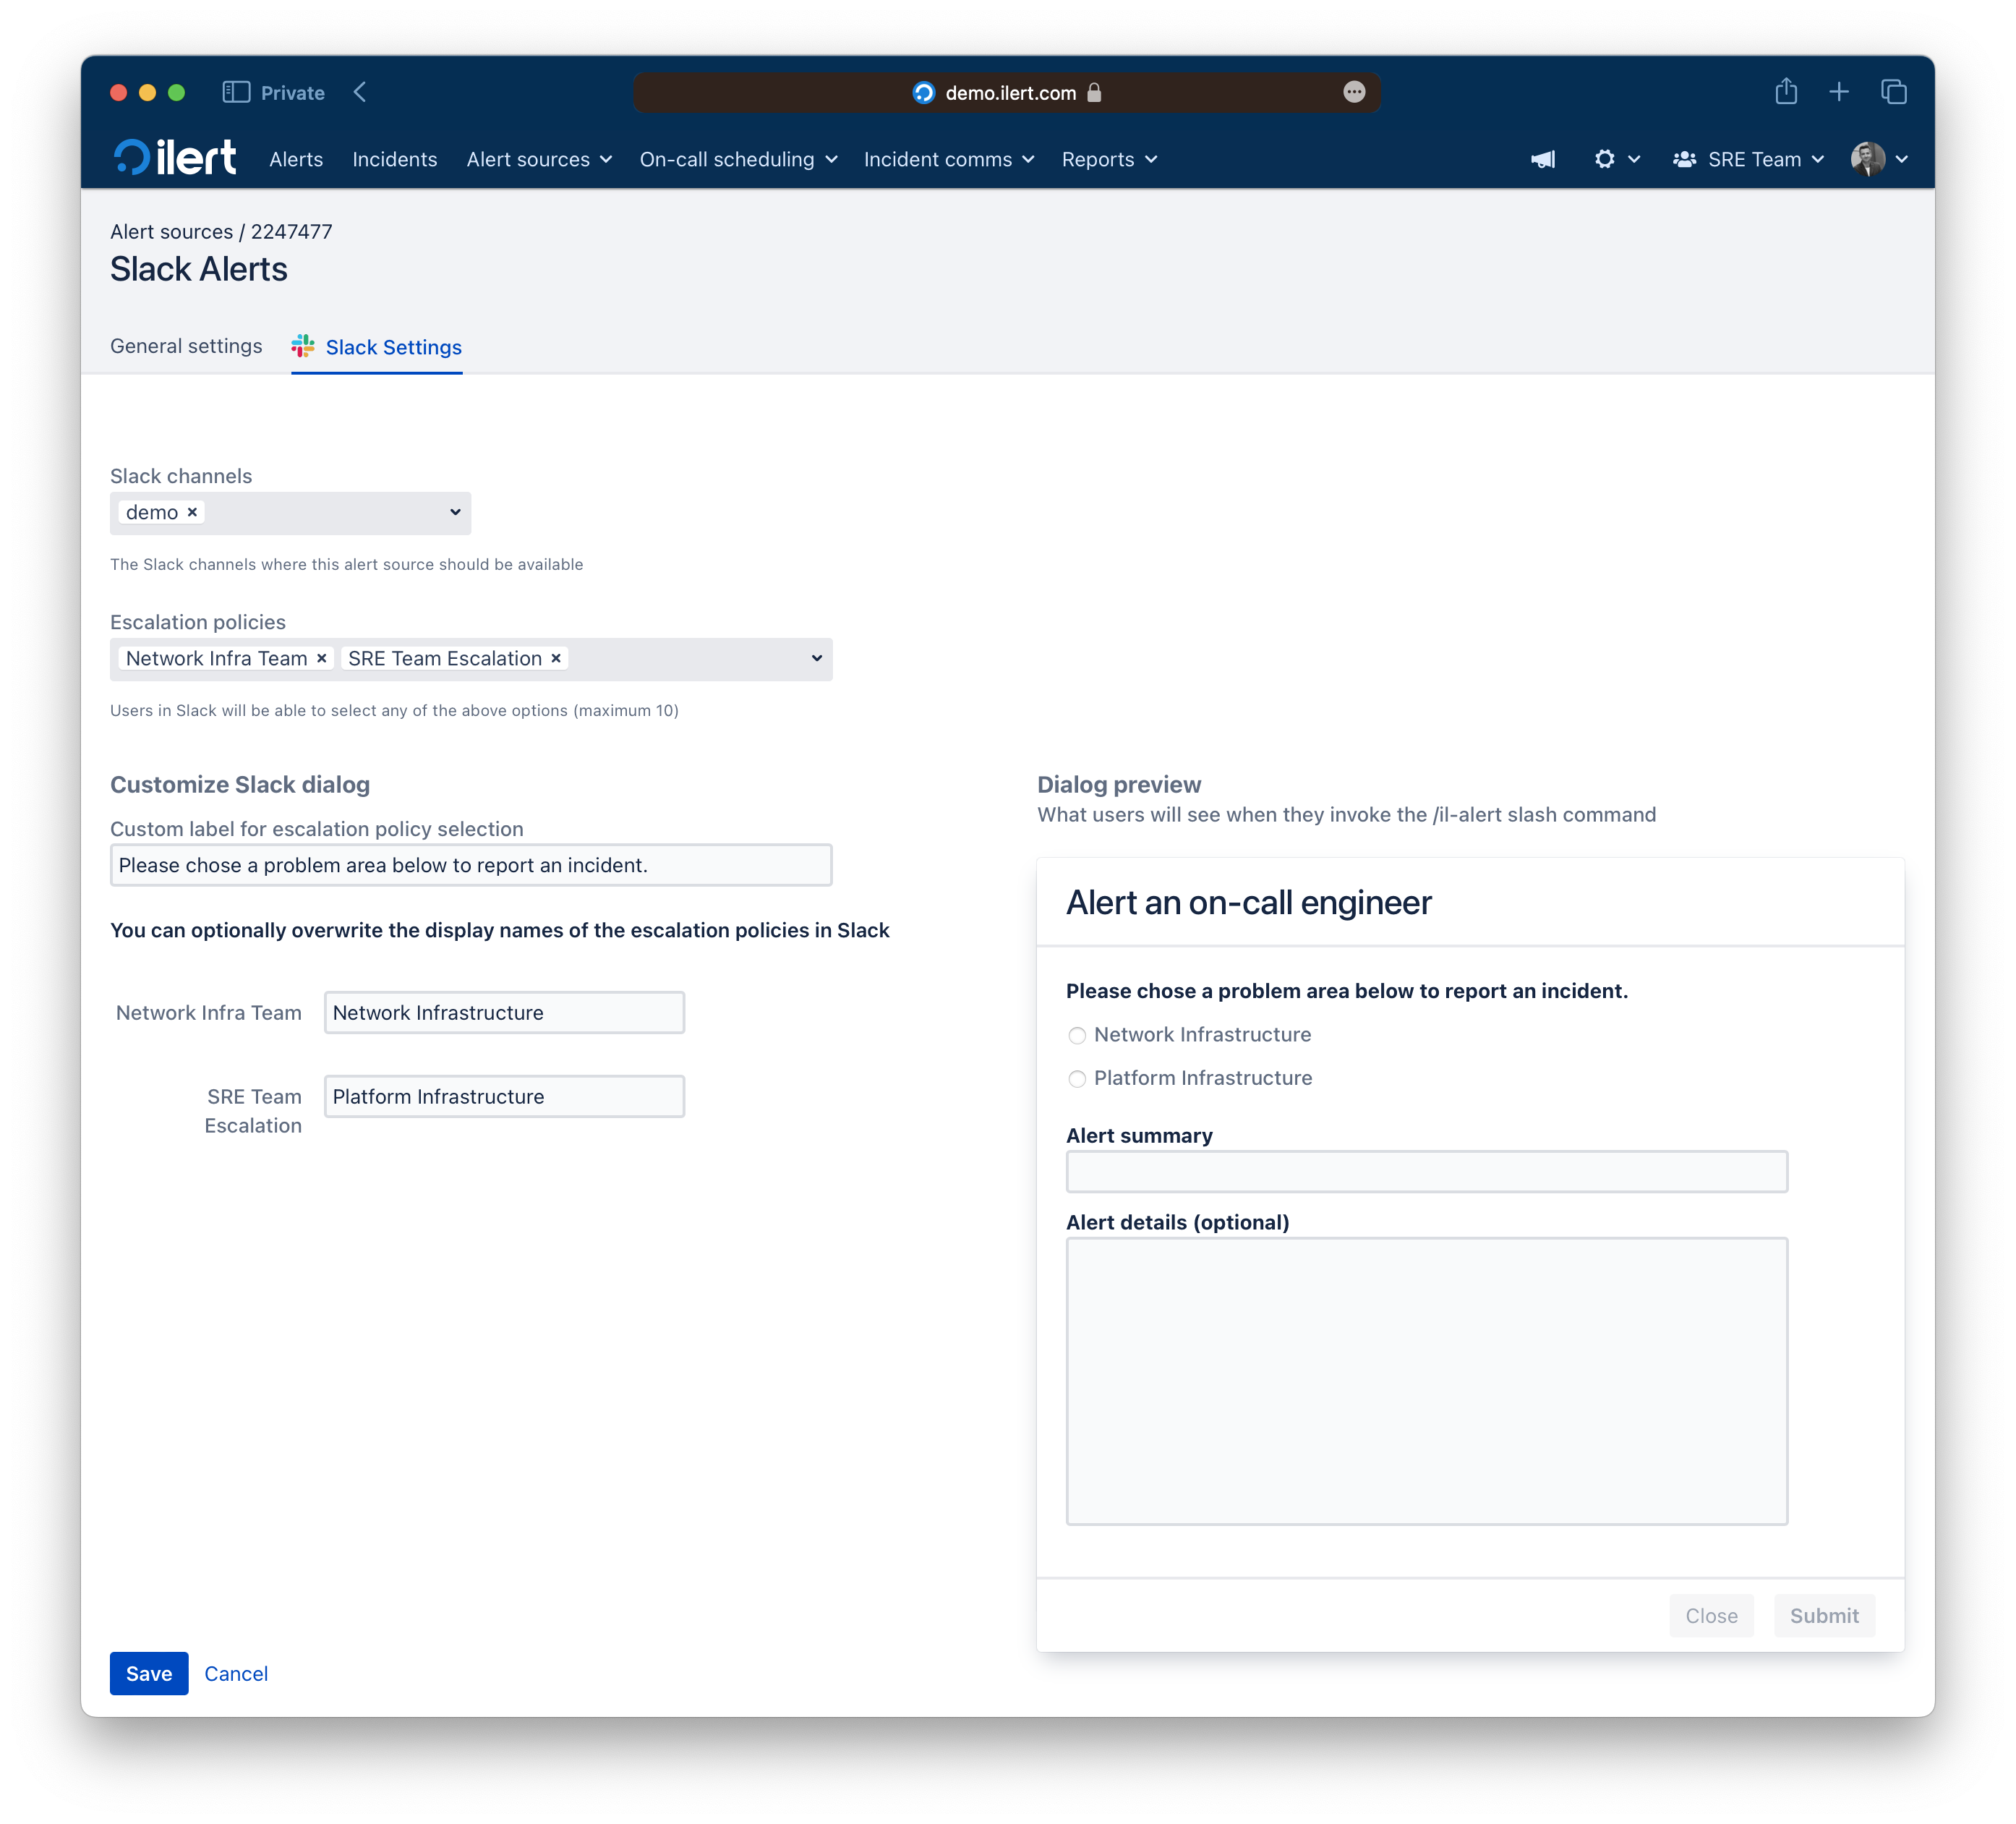 Private
demo.ilert.com
ilert
Alerts Incidents Alert sources On-call scheduling Incident comms Reports SRE Team
Alert sources / 2247477
Slack Alerts
General settings Slack Settings
Slack channels
demo ×
The Slack channels where this alert source should be available
Escalation policies
Network Infra Team × SRE Team Escalation ×
Users in Slack will be able to select any of the above options (maximum 10)
Customize Slack dialog
Custom label for escalation policy selection
Please chose a problem area below to report an incident.
You can optionally overwrite the display names of the escalation policies in Slack
Network Infra Team Network Infrastructure
SRE Team Platform Infrastructure
Escalation
Dialog preview
What users will see when they invoke the /il-alert slash command
Alert an on-call engineer
Please chose a problem area below to report an incident.
Network Infrastructure
Platform Infrastructure
Alert summary
Alert details (optional)
Close Submit
Save Cancel